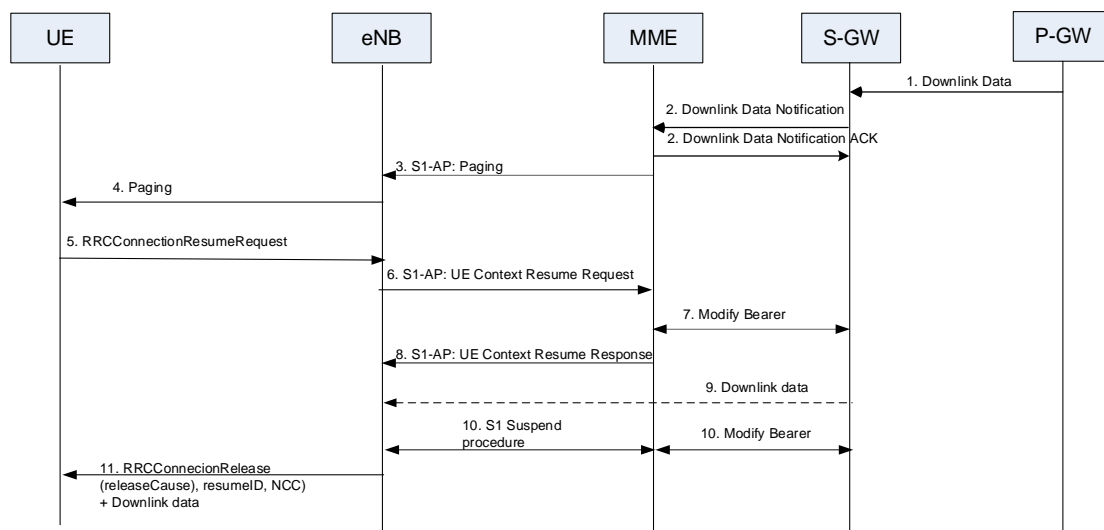 UE
eNB
MME
S-GW
P-GW
1. Downlink Data
2. Downlink Data Notification
2. Downlink Data Notification ACK
3. S1-AP: Paging
4. Paging
5. RRCConnectionResumeRequest
6. S1-AP: UE Context Resume Request
7. Modify Bearer
8. S1-AP: UE Context Resume Response
9. Downlink data
10. S1 Suspend
procedure
10. Modify Bearer
11. RRCConnecionRelease
(releaseCause), resumeID, NCC)
+ Downlink data